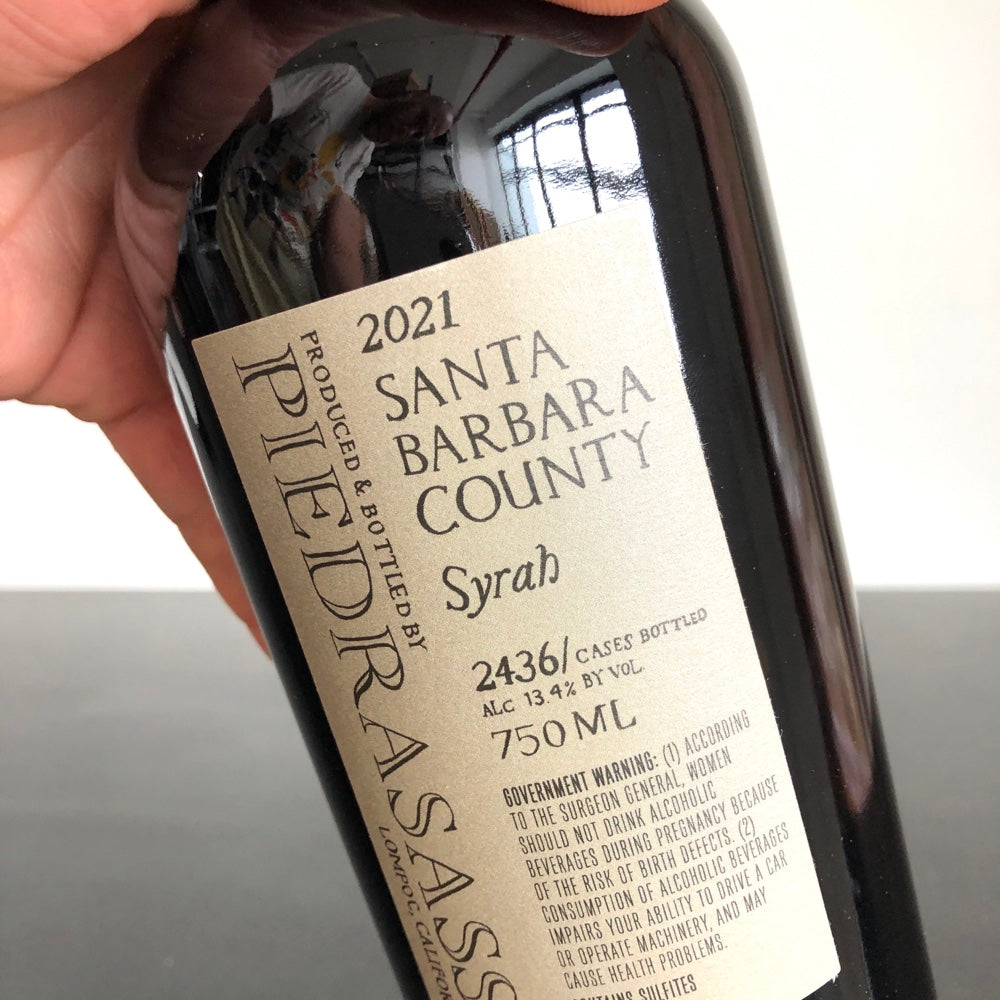 2021
SANTA
BARBARA
COUNTY
Syrah
2436/ CASES BOTTLED
ALC 13.4% BY VOL.
750 ML
GOVERNMENT WARNING: (1) ACCORDING
TO THE SURGEON GENERAL, WOMEN
SHOULD NOT DRINK ALCOHOLIC
BEVERAGES DURING PREGNANCY BECAUSE
OF THE RISK OF BIRTH DEFECTS. (2)
CONSUMPTION OF ALCOHOLIC BEVERAGES
IMPAIRS YOUR ABILITY TO DRIVE A CAR
OR OPERATE MACHINERY, AND MAY
CAUSE HEALTH PROBLEMS.
CONTAINS SULFITES
PRODUCED & BOTTLED BY
PIEDRASASS
LOMPOC, CALIFOR